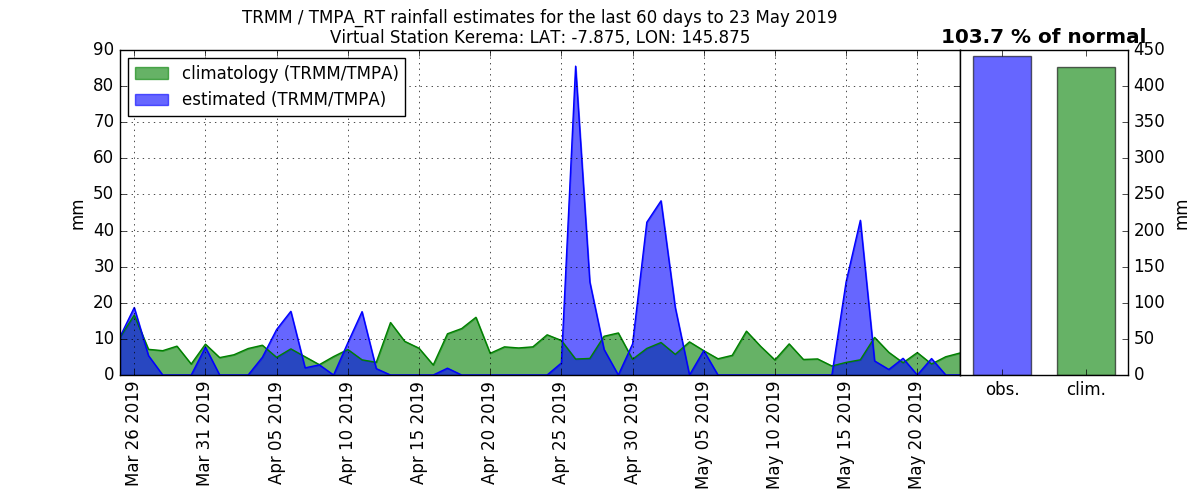 TRMM / TMPA_RT rainfall estimates for the last 60 days to 23 May 2019
Virtual Station Kerema: LAT: -7.875, LON: 145.875
103.7 % of normal
climatology (TRMM/TMPA)
estimated (TRMM/TMPA)
90
80
70
60
50
40
30
20
10
0
mm
Mar 26 2019
Mar 31 2019
Apr 05 2019
Apr 10 2019
Apr 15 2019
Apr 20 2019
Apr 25 2019
Apr 30 2019
May 05 2019
May 10 2019
May 15 2019
May 20 2019
obs.
clim.
450
400
350
300
250
200
150
100
50
0
mm